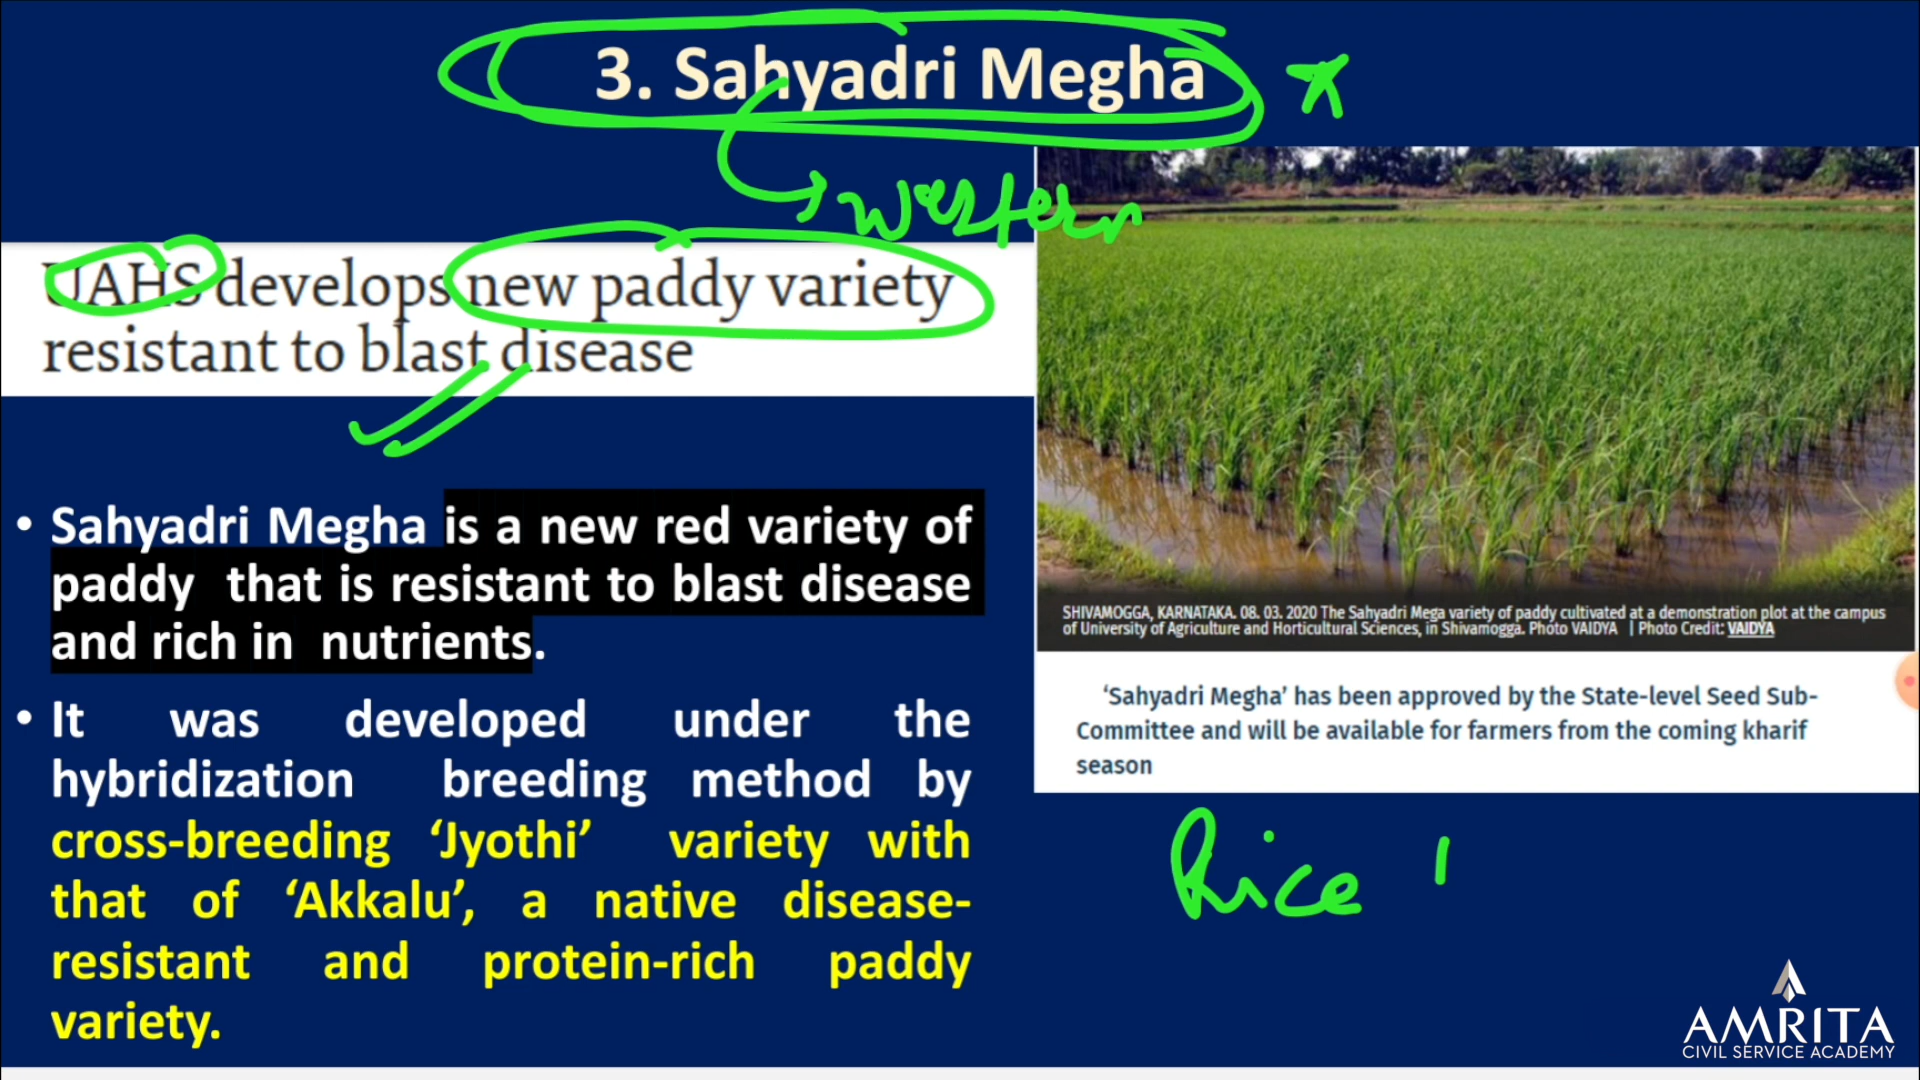 3. Sahyadri Megha
western
UAHS develops new paddy variety
resistant to blast disease
• Sahyadri Megha is a new red variety of
paddy that is resistant to blast disease
and rich in nutrients.
• It was developed under the
hybridization breeding method by
cross-breeding ‘Jyothi’ variety with
that of ‘Akkalu’, a native disease-
resistant and protein-rich paddy
variety.
SHIVAMOGGA, KARNATAKA. 08. 03. 2020 The Sahyadri Mega variety of paddy cultivated at a demonstration plot at the campus
of University of Agriculture and Horticultural Sciences, in Shivamogga. Photo VAIDYA | Photo Credit: VAIDYA
‘Sahyadri Megha’ has been approved by the State-level Seed Sub-
Committee and will be available for farmers from the coming kharif
season
Rice
AMRITA
CIVIL SERVICE ACADEMY